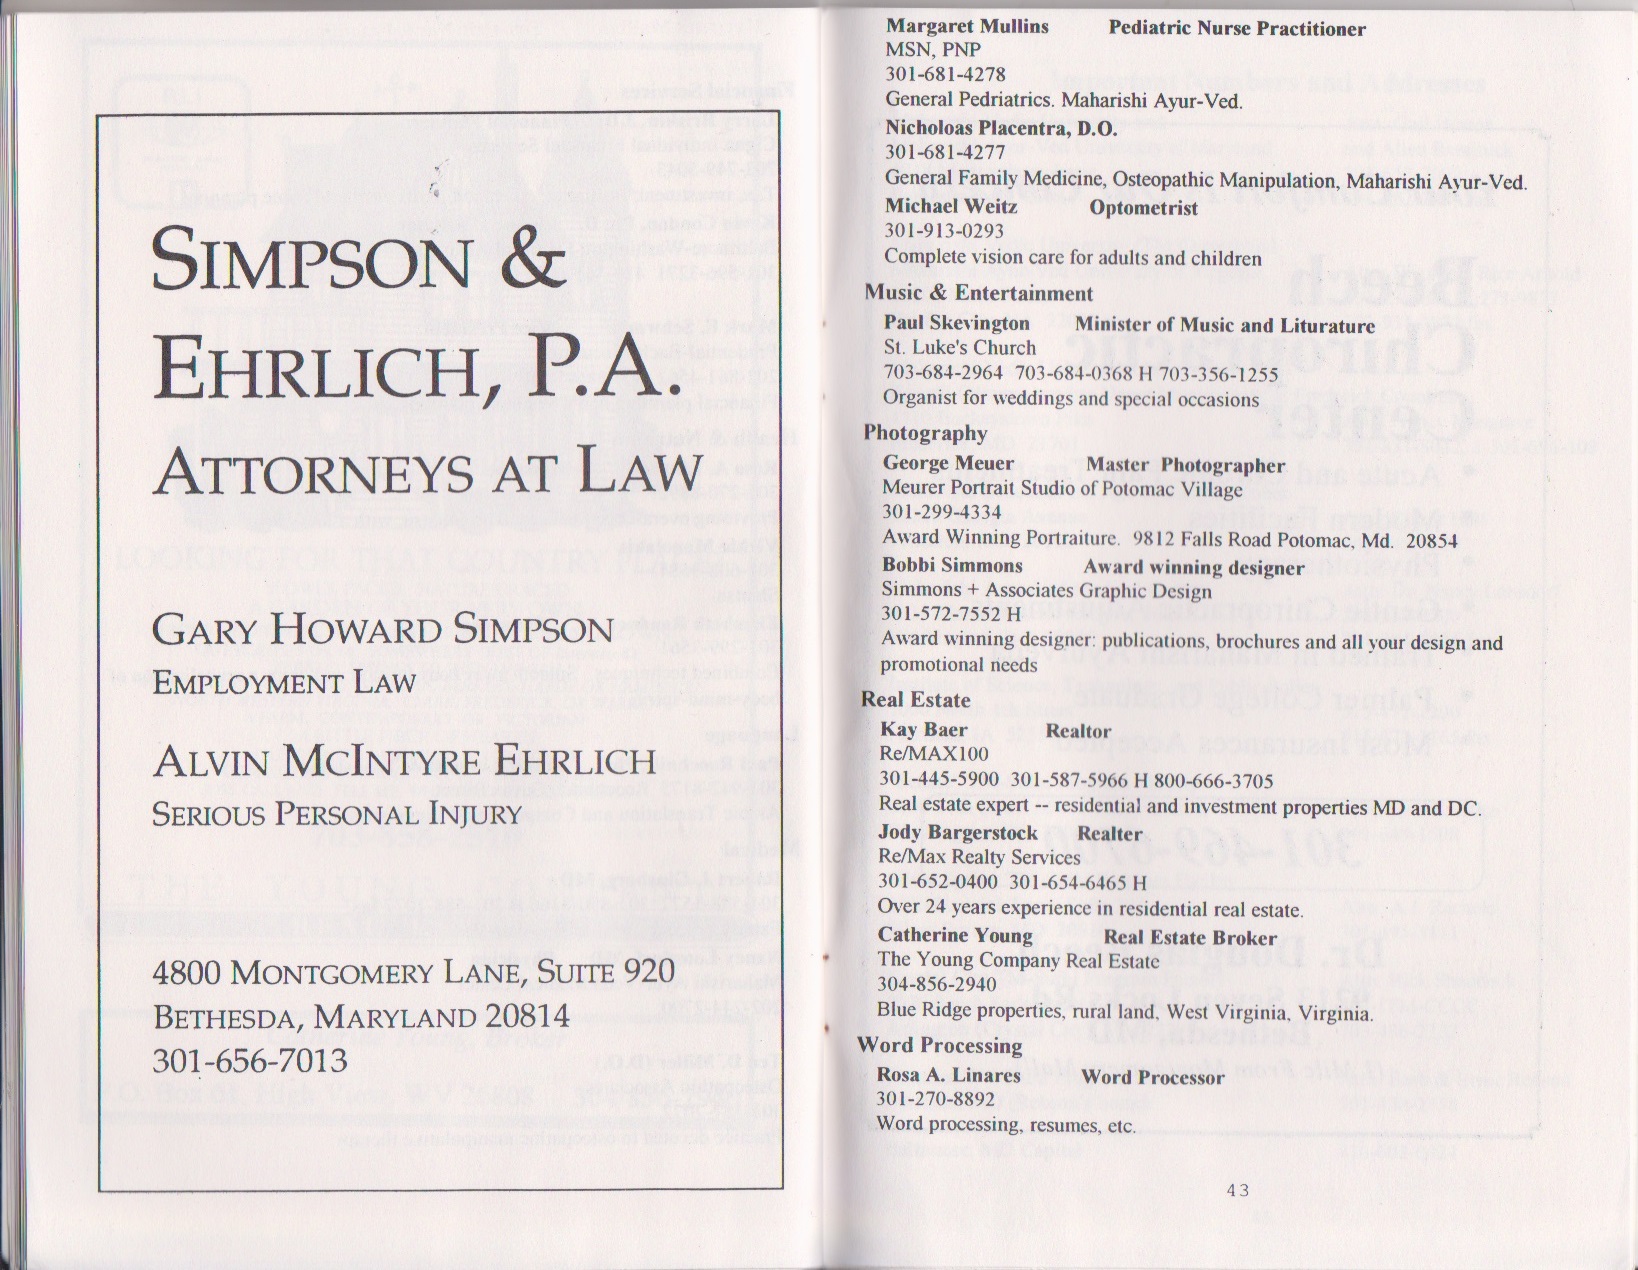 SIMPSON &
EHRLICH, P.A.
ATTORNEYS AT LAW
GARY HOWARD SIMPSON
EMPLOYMENT LAW
ALVIN MCINTYRE EHRLICH
SERIOUS PERSONAL INJURY
4800 MONTGOMERY LANE, SUITE 920
BETHESDA, MARYLAND 20814
301-656-7013
Margaret Mullins Pediatric Nurse Practitioner
MSN, PNP
301-681-4278
General Pedriatrics. Maharishi Ayur-Ved.
Nicholoas Placentra, D.O.
301-681-4277
General Family Medicine, Osteopathic Manipulation, Maharishi Ayur-Ved.
Michael Weitz Optometrist
301-913-0293
Complete vision care for adults and children
Music & Entertainment
Paul Skevington Minister of Music and Liturature
St. Luke's Church
703-684-2964 703-684-0368 H 703-356-1255
Organist for weddings and special occasions
Photography
George Meuer Master Photographer
Meurer Portrait Studio of Potomac Village
301-299-4334
Award Winning Portraiture. 9812 Falls Road Potomac, Md. 20854
Bobbi Simmons Award winning designer
Simmons + Associates Graphic Design
301-572-7552 H
Award winning designer: publications, brochures and all your design and
promotional needs
Real Estate
Kay Baer Realtor
Re/MAX100
301-445-5900 301-587-5966 H 800-666-3705
Real estate expert -- residential and investment properties MD and DC.
Jody Bargerstock Realter
Re/Max Realty Services
301-652-0400 301-654-6465 H
Over 24 years experience in residential real estate.
Catherine Young Real Estate Broker
The Young Company Real Estate
304-856-2940
Blue Ridge properties, rural land, West Virginia, Virginia.
Word Processing
Rosa A. Linares Word Processor
301-270-8892
Word processing, resumes, etc.
43